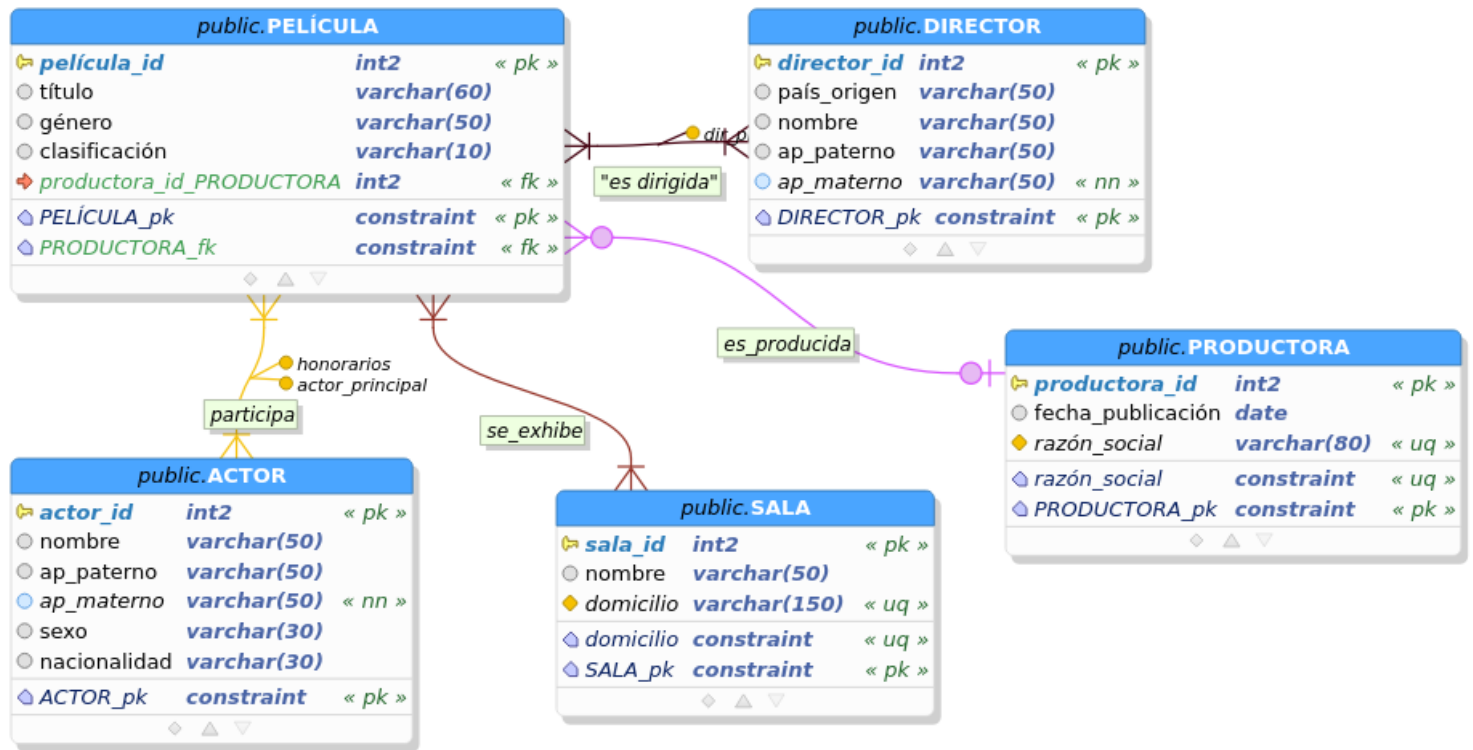 public.PELÍCULA
película_id int2 « pk »
título varchar(60)
género varchar(50)
clasificación varchar(10)
productora_id_PRODUCTORA int2 « fk »
PELÍCULA_pk constraint « pk »
PRODUCTORA_fk constraint « fk »
public.DIRECTOR
director_id int2 « pk »
país_origen varchar(50)
nombre varchar(50)
ap_paterno varchar(50)
ap_materno varchar(50) « nn »
DIRECTOR_pk constraint « pk »
"es dirigida"
es_producida
honorarios
actor_principal
participa
se_exhibe
public.PRODUCTORA
productora_id int2 « pk »
fecha_publicación date
razón_social varchar(80) « uq »
razón_social constraint « uq »
PRODUCTORA_pk constraint « pk »
public.ACTOR
actor_id int2 « pk »
nombre varchar(50)
ap_paterno varchar(50)
ap_materno varchar(50) « nn »
sexo varchar(30)
nacionalidad varchar(30)
ACTOR_pk constraint « pk »
public.SALA
sala_id int2 « pk »
nombre varchar(50)
domicilio varchar(150) « uq »
domicilio constraint « uq »
SALA_pk constraint « pk »